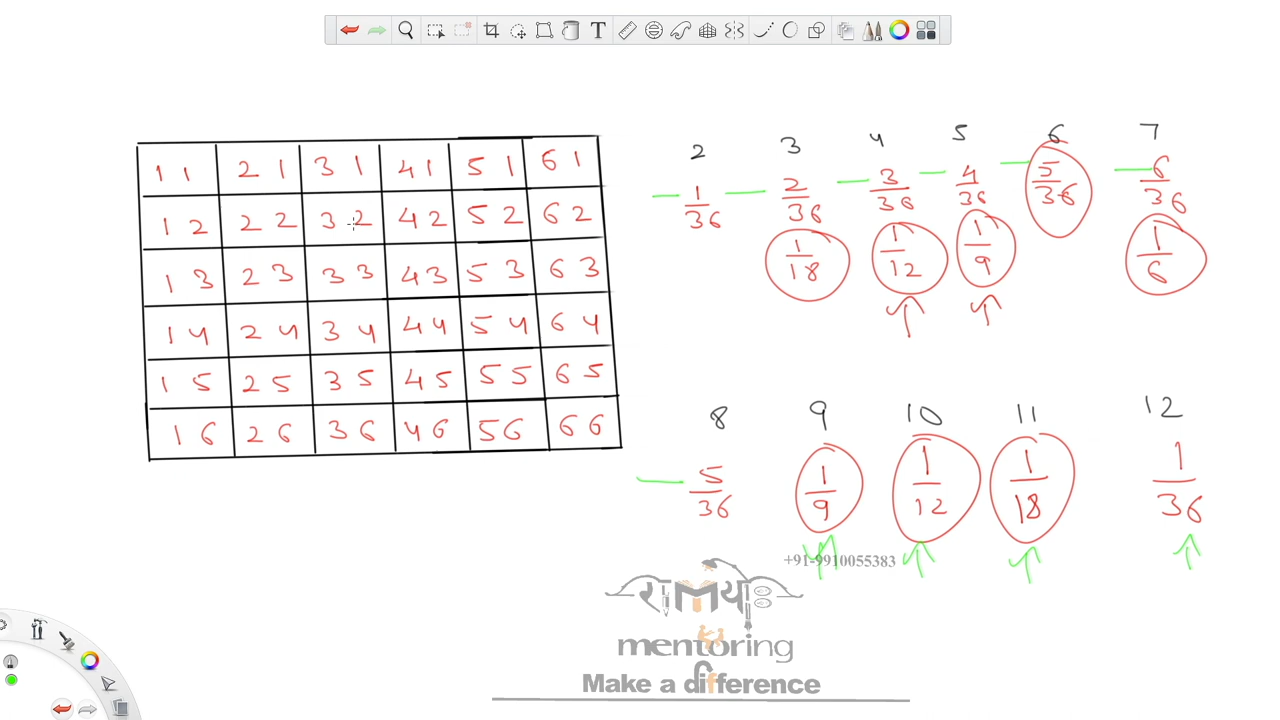 1 1 2 1 3 1 4 1 5 1 6 1
1 2 2 2 3 2 4 2 5 2 6 2
1 3 2 3 3 3 4 3 5 3 6 3
1 4 2 4 3 4 4 4 5 4 6 4
1 5 2 5 3 5 4 5 5 5 6 5
1 6 2 6 3 6 4 6 5 6 6 6
2 3 4 5 6 7
1/36 2/36 3/36 4/36 5/36 6/36
1/18 1/12 1/9 1/6
8 9 10 11 12
5/36 1/9 1/12 1/18 1/36
+91-9910055383
mentoring
Make a difference